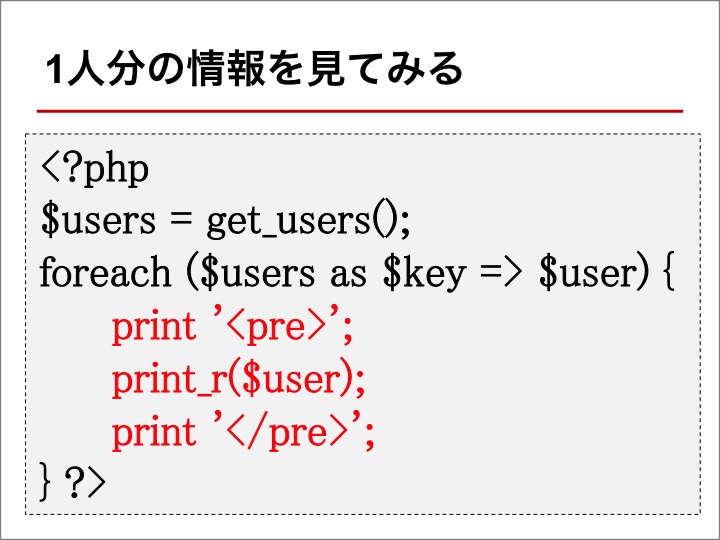 1人分の情報を見てみる
<?php
$users = get_users();
foreach ($users as $key => $user) {
print '<pre>';
print_r($user);
print '</pre>';
} ?>